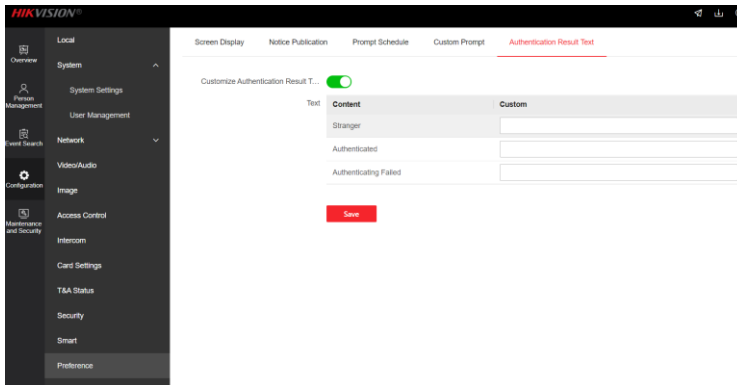 HIKVISION®
Overview
Person
Management
Event Search
Configuration
Maintenance
and Security
Local
System
System Settings
User Management
Network
Video/Audio
Image
Access Control
Intercom
Card Settings
T&A Status
Security
Smart
Preference
Screen Display
Notice Publication
Prompt Schedule
Custom Prompt
Authentication Result Text
Customize Authentication Result T...
Text
Content
Custom
Stranger
Authenticated
Authenticating Failed
Save